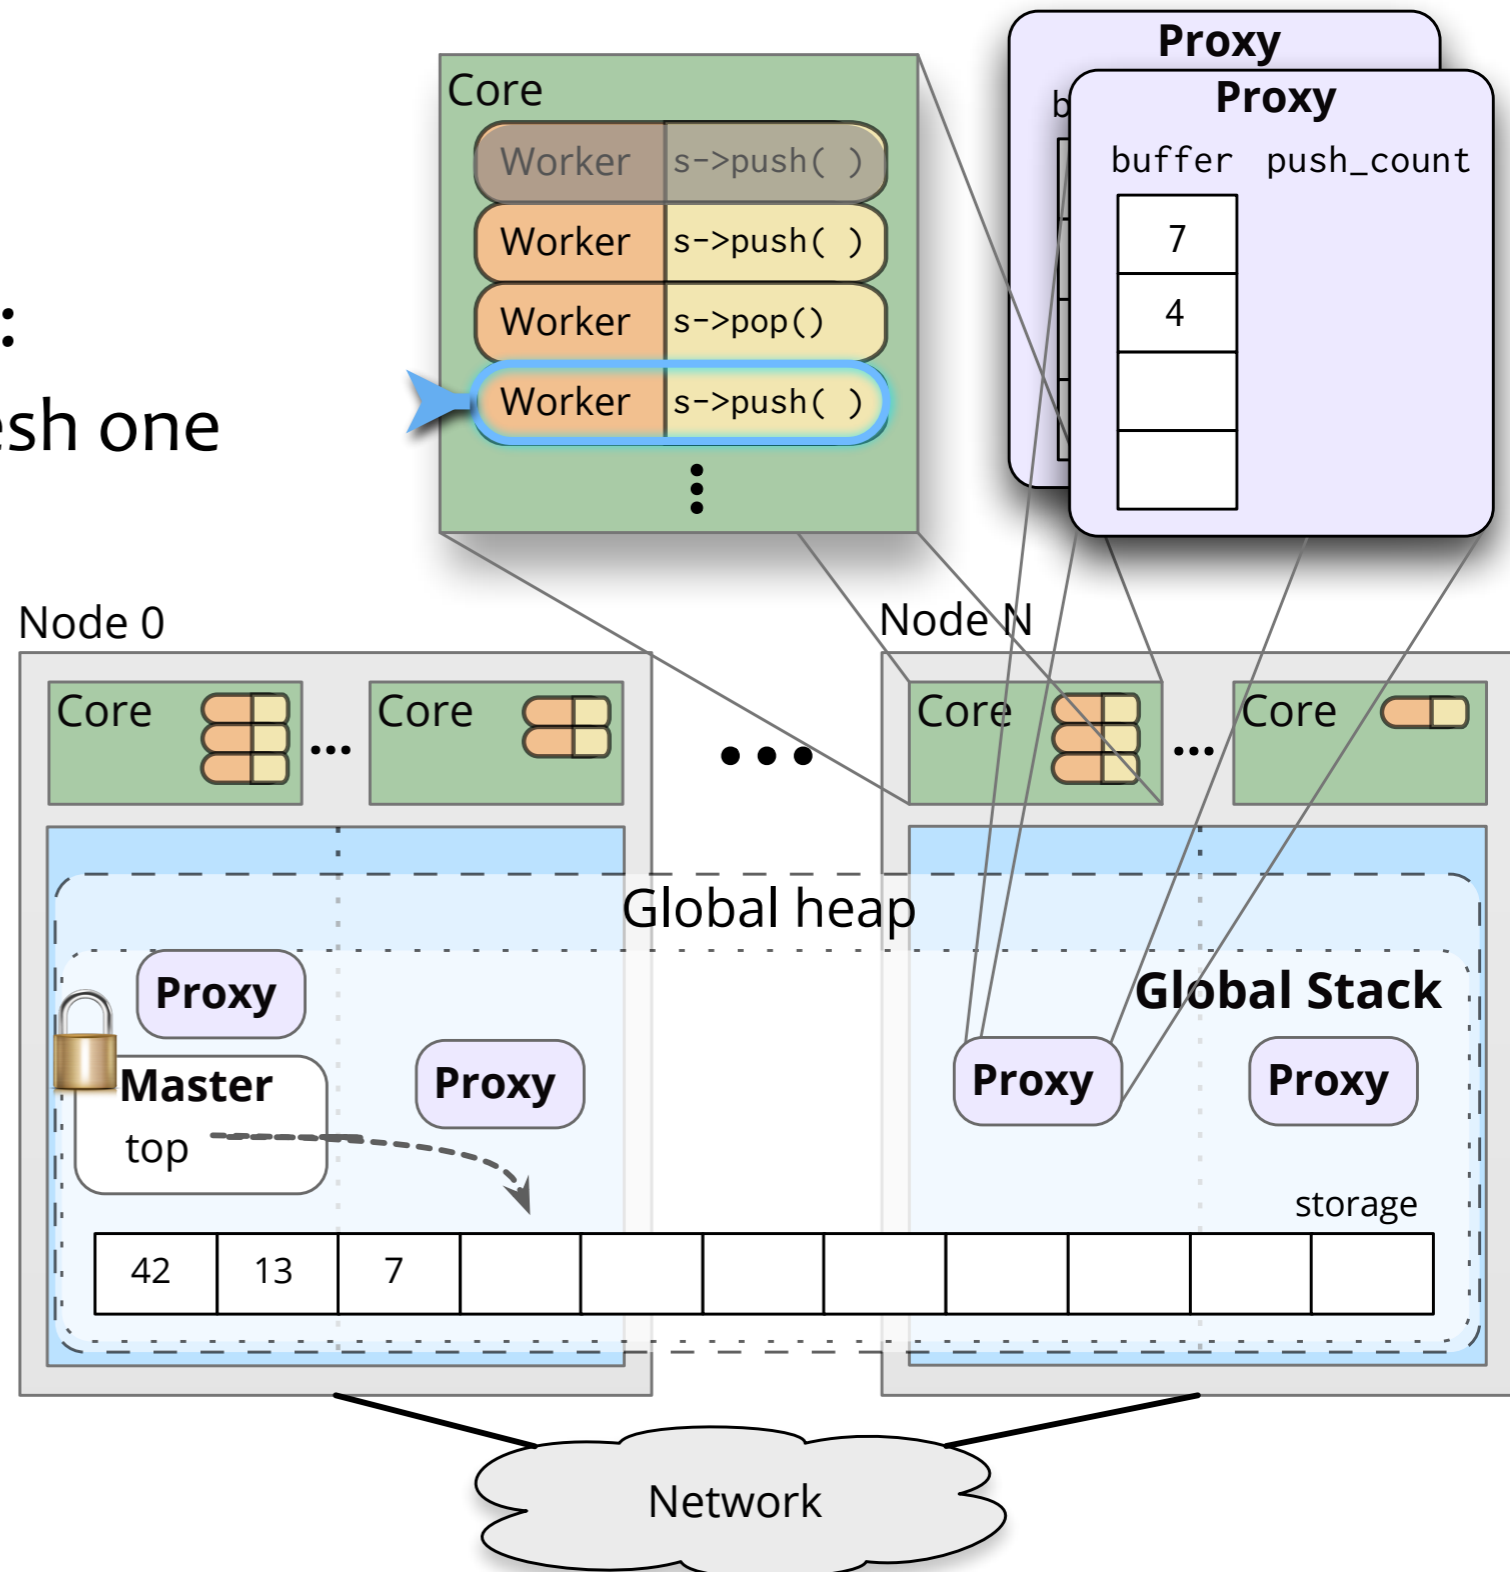 Proxy
Proxy
b
buffer push_count
7
4
Core
Worker s->push( )
Worker s->push( )
Worker s->pop()
Worker s->push( )
:
esh one
Node 0
Node N
Core
Core
Core
Core
Global heap
Global Stack
Proxy
Proxy
Proxy
Proxy
Master
top
storage
42 13 7
Network